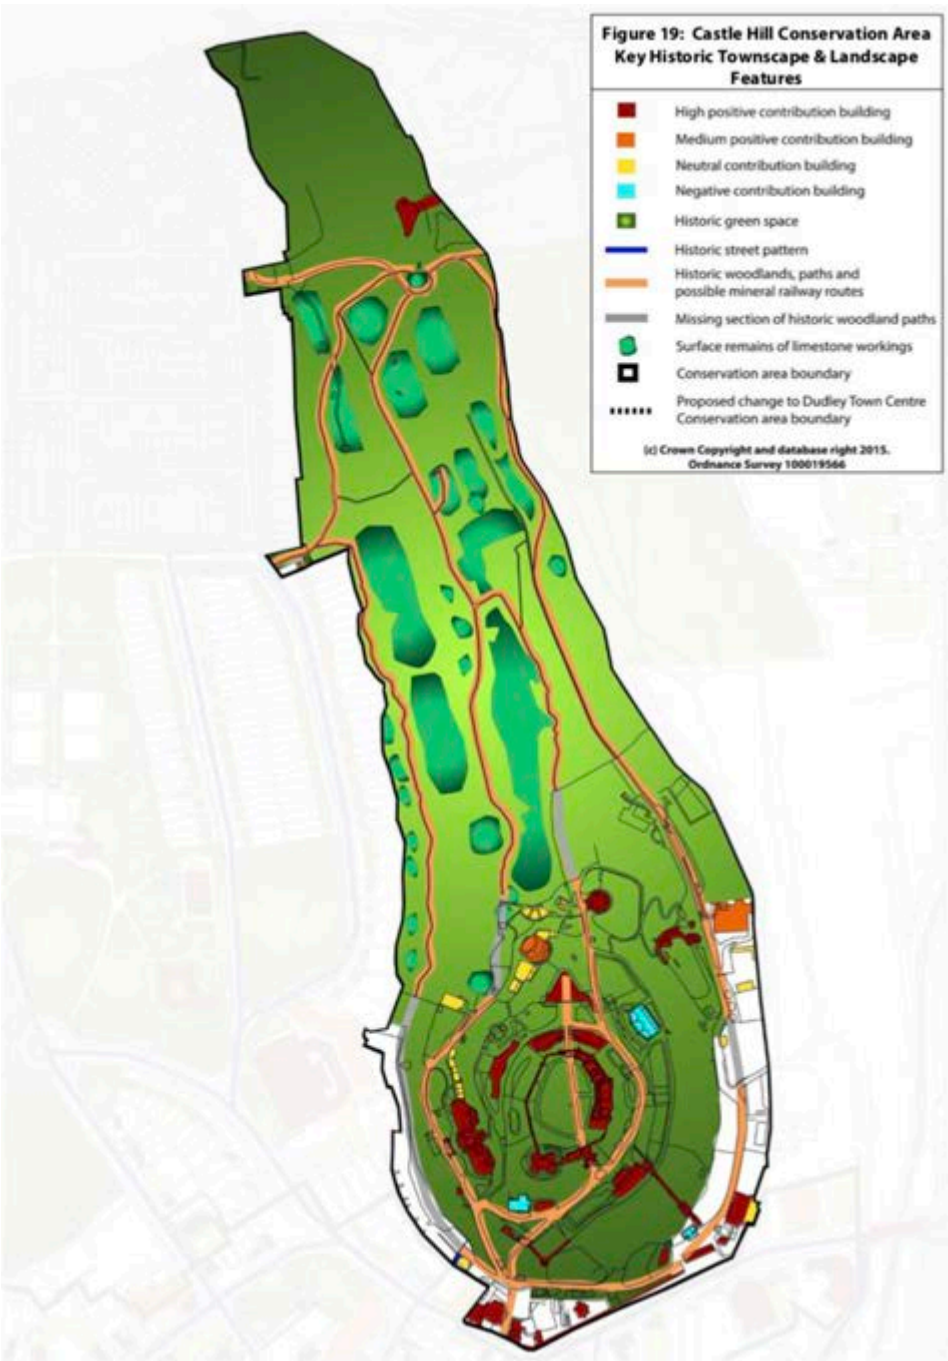 Figure 19: Castle Hill Conservation Area
Key Historic Townscape & Landscape
Features
High positive contribution building
Medium positive contribution building
Neutral contribution building
Negative contribution building
Historic green space
Historic street pattern
Historic woodlands, paths and
possible mineral railway routes
Missing section of historic woodland paths
Surface remains of limestone workings
Conservation area boundary
Proposed change to Dudley Town Centre
Conservation area boundary
(c) Crown Copyright and database right 2015.
Ordnance Survey 100019566